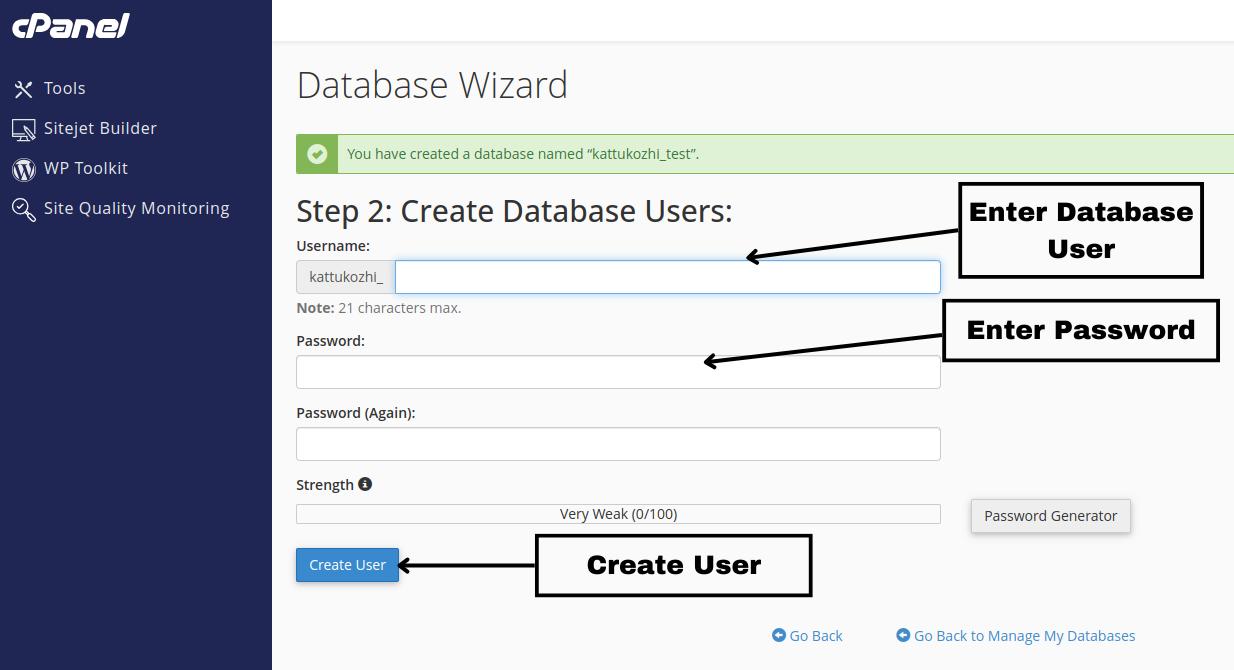 cPanel
Tools
Sitejet Builder
WP Toolkit
Site Quality Monitoring
Database Wizard
You have created a database named “kattukozhi_test”.
Step 2: Create Database Users:
Enter Database
User
Username:
kattukozhi_
Note: 21 characters max.
Enter Password
Password:
Password (Again):
Strength
Very Weak (0/100)
Password Generator
Create User
Create User
Go Back
Go Back to Manage My Databases